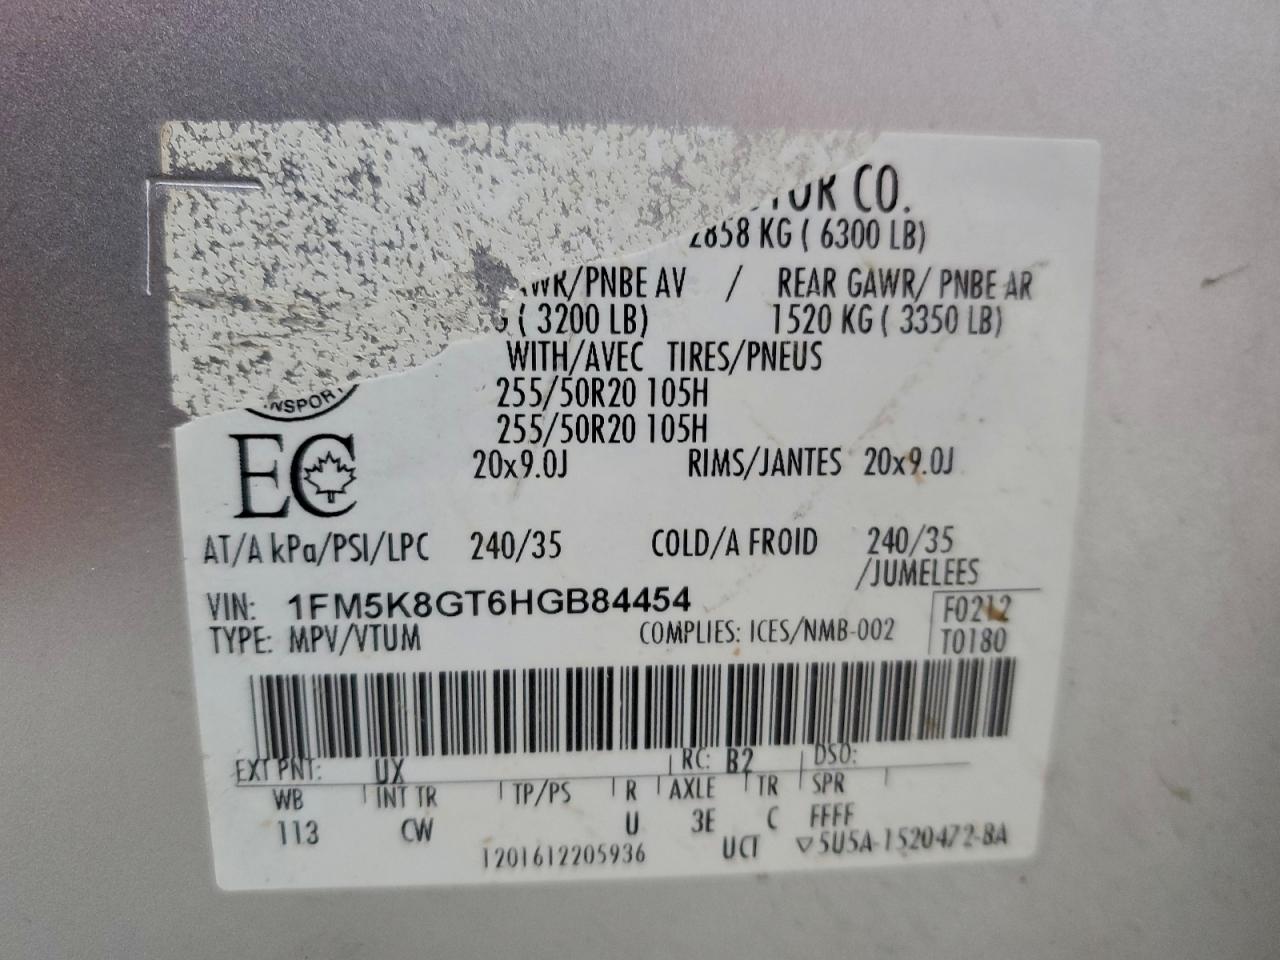 CO.
2858 KG ( 6300 LB)
/PNBE AV / REAR GAWR/ PNBE AR
( 3200 LB) 1520 KG ( 3350 LB)
WITH/AVEC TIRES/PNEUS
255/50R20 105H
255/50R20 105H
20x9.0J RIMS/JANTES 20x9.0J
EC
AT/A kPa/PSI/LPC 240/35 COLD/A FROID 240/35
/JUMELEES
VIN: 1FM5K8GT6HGB84454 F0212
TYPE: MPV/VTUM COMPLIES: ICES/NMB-002 T0180
EXT PNT: UX RC: B2 DSO:
WB INT TR TP/PS R AXLE TR SPR
113 CW U 3E C FFFF
1201612205936 UCT ▽5U5A-1520472-BA